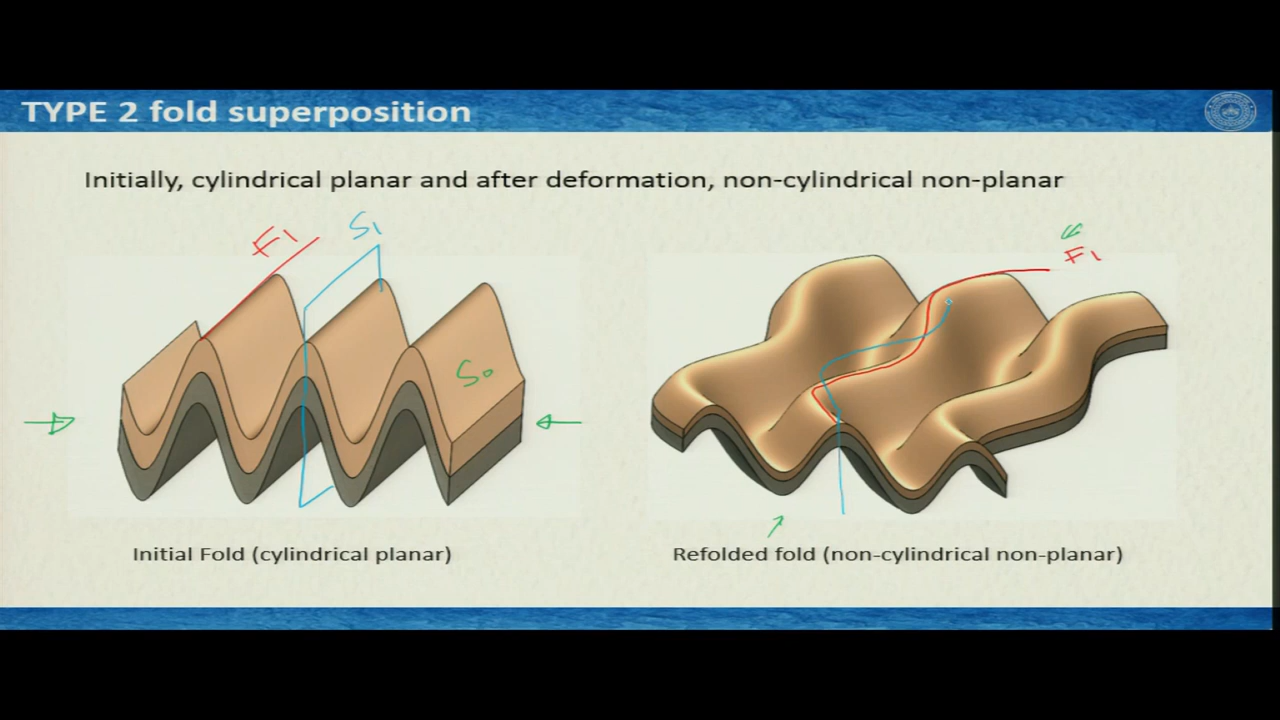 TYPE 2 fold superposition
Initially, cylindrical planar and after deformation, non-cylindrical non-planar
F1
S1
S0
F1
Initial Fold (cylindrical planar)
Refolded fold (non-cylindrical non-planar)